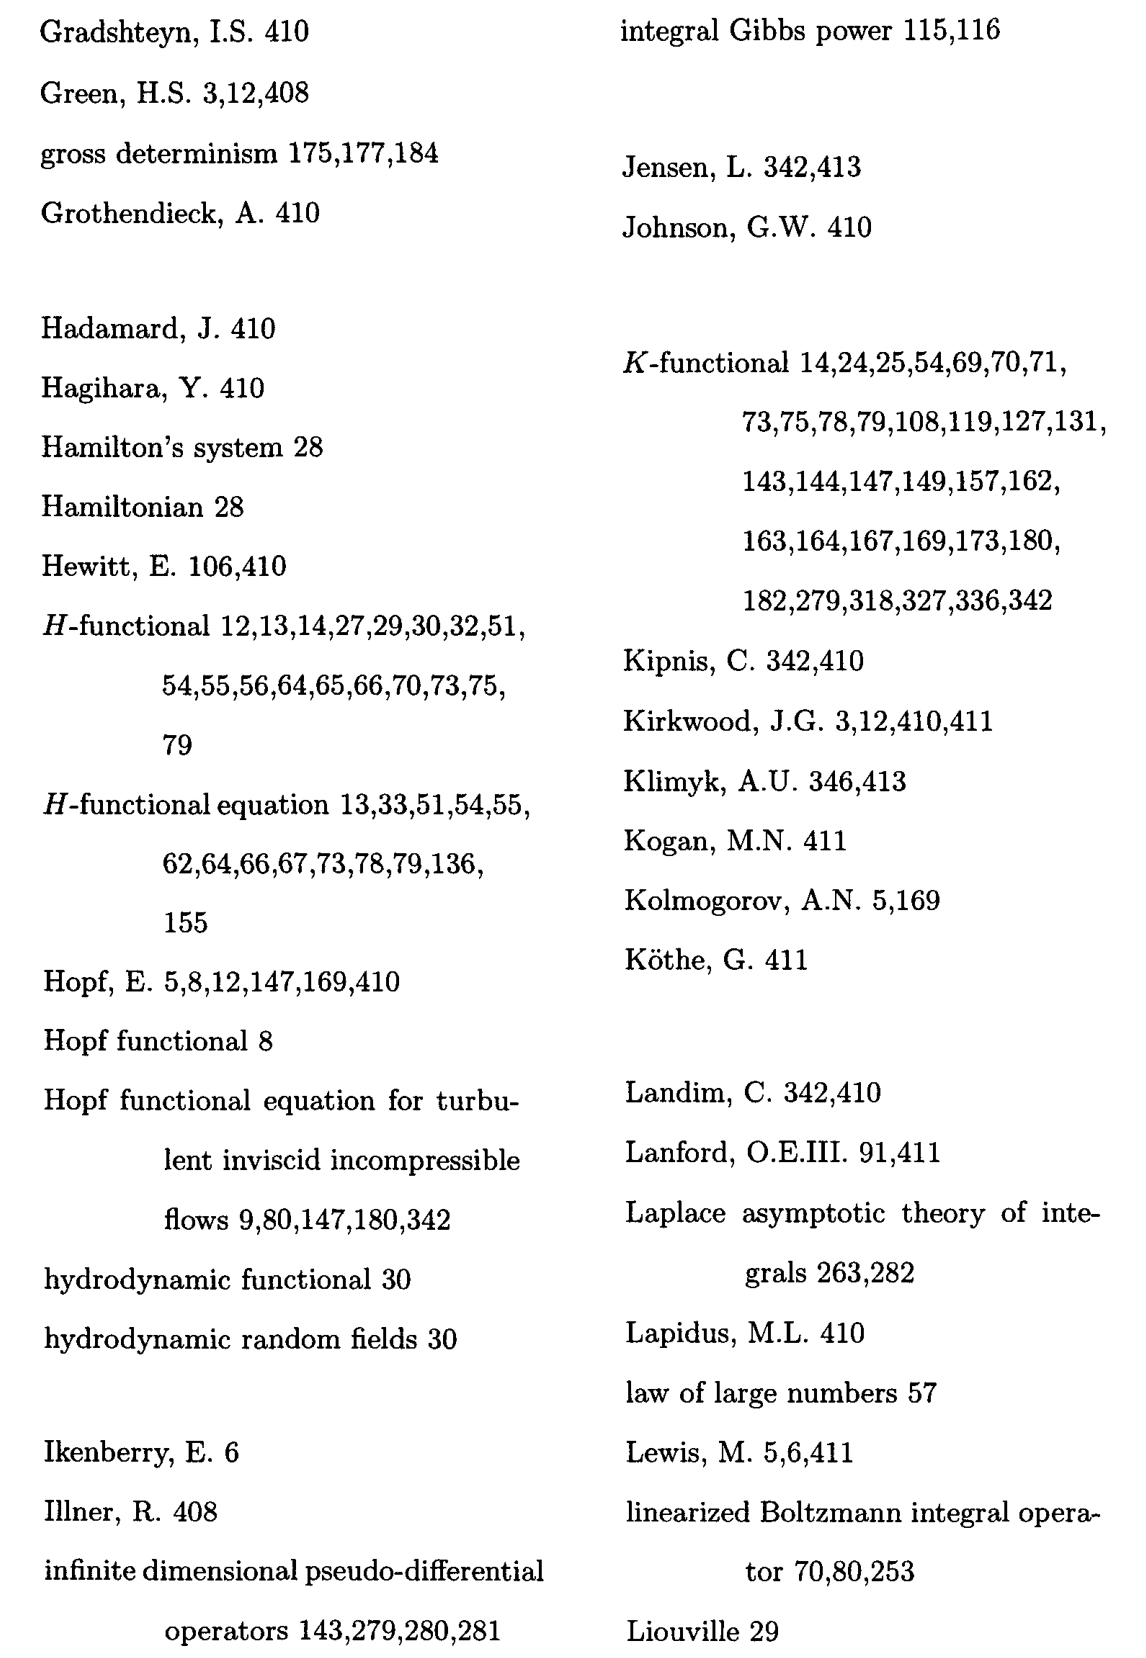 Gradshteyn, I.S. 410
Green, H.S. 3,12,408
gross determinism 175,177,184
Grothendieck, A. 410
Hadamard, J. 410
Hagihara, Y. 410
Hamilton's system 28
Hamiltonian 28
Hewitt, E. 106,410
H-functional 12,13,14,27,29,30,32,51,
54,55,56,64,65,66,70,73,75,
79
H-functional equation 13,33,51,54,55,
62,64,66,67,73,78,79,136,
155
Hopf, E. 5,8,12,147,169,410
Hopf functional 8
Hopf functional equation for turbu-
lent inviscid incompressible
flows 9,80,147,180,342
hydrodynamic functional 30
hydrodynamic random fields 30
Ikenberry, E. 6
Illner, R. 408
infinite dimensional pseudo-differential
operators 143,279,280,281
integral Gibbs power 115,116
Jensen, L. 342,413
Johnson, G.W. 410
K-functional 14,24,25,54,69,70,71,
73,75,78,79,108,119,127,131,
143,144,147,149,157,162,
163,164,167,169,173,180,
182,279,318,327,336,342
Kipnis, C. 342,410
Kirkwood, J.G. 3,12,410,411
Klimyk, A.U. 346,413
Kogan, M.N. 411
Kolmogorov, A.N. 5,169
Köthe, G. 411
Landim, C. 342,410
Lanford, O.E.III. 91,411
Laplace asymptotic theory of inte-
grals 263,282
Lapidus, M.L. 410
law of large numbers 57
Lewis, M. 5,6,411
linearized Boltzmann integral opera-
tor 70,80,253
Liouville 29